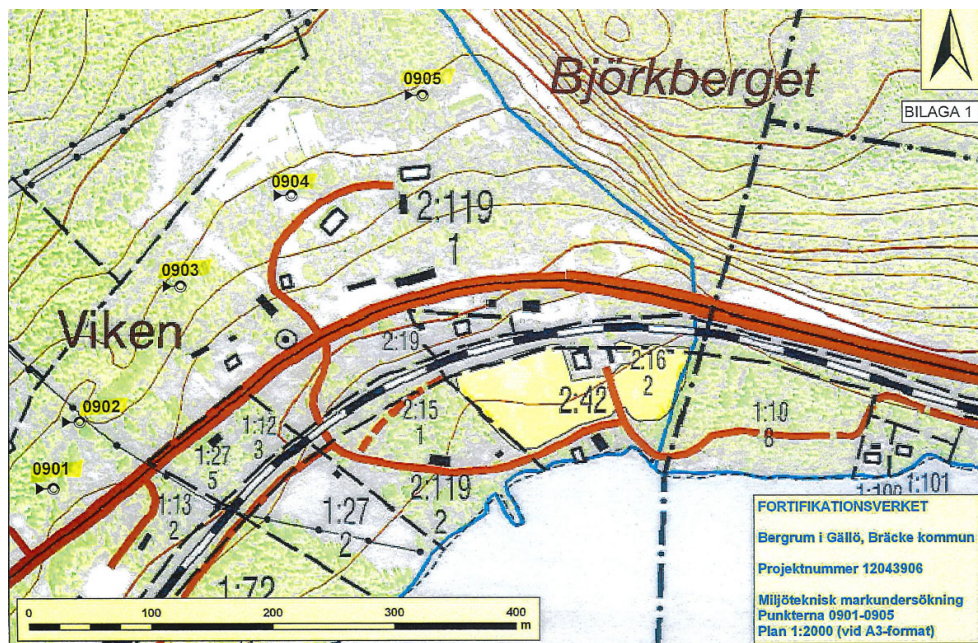 0905
Björkberget
BILAGA 1
0904
2:119
1
0903
Viken
2:19
2:16
2
2:42
0902
1:12
3
2:15
1
1:10
1:27
5
0901
1:13
2
2:119
2
1:27
2
1:101
1:72
FORTIFIKATIONSVERKET
Bergrum i Gällö, Bräcke kommun
Projektnummer 12043906
Miljöteknisk markundersökning
Punkterna 0901-0905
Plan 1:2000 (vid A3-format)
0 100 200 300 400
m